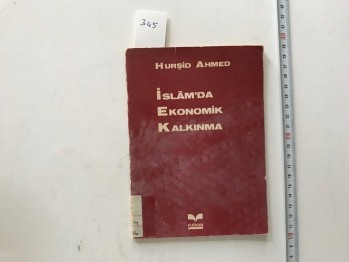 345
HURŞİD AHMED
İSLÂM'DA
EKONOMİK
KALKINMA